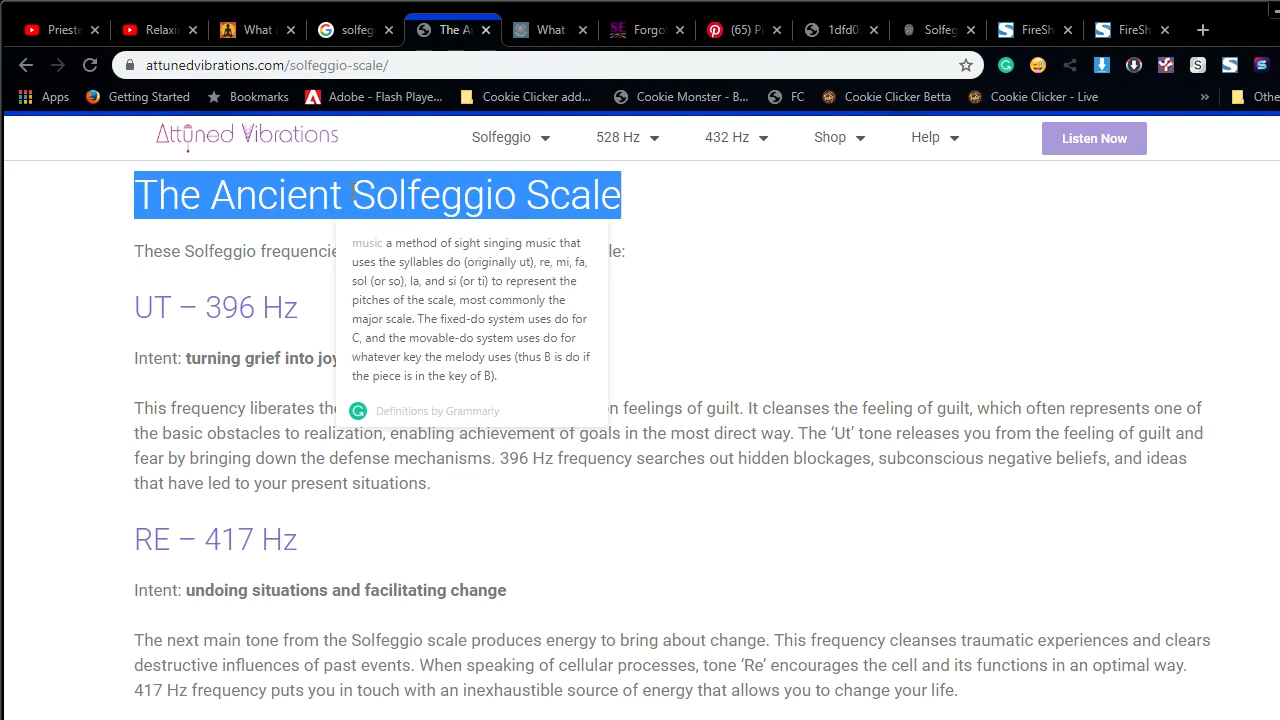 Prieste
Relaxin
What
solfeg
The A
What
Forgo
(65) P
1dfd0
Solfeg
FireSh
FireSh
attunedvibrations.com/solfeggio-scale/
Apps
Getting Started
Bookmarks
Adobe - Flash Playe...
Cookie Clicker add...
Cookie Monster - B...
FC
Cookie Clicker Betta
Cookie Clicker - Live
»
Othe
Attuned Vibrations
Solfeggio
528 Hz
432 Hz
Shop
Help
Listen Now
The Ancient Solfeggio Scale
These Solfeggio frequencie le:
music a method of sight singing music that
uses the syllables do (originally ut), re, mi, fa,
sol (or so), la, and si (or ti) to represent the
pitches of the scale, most commonly the
major scale. The fixed-do system uses do for
C, and the movable-do system uses do for
whatever key the melody uses (thus B is do if
the piece is in the key of B).
Definitions by Grammarly
UT – 396 Hz
Intent: turning grief into joy
This frequency liberates the n feelings of guilt. It cleanses the feeling of guilt, which often represents one of
the basic obstacles to realization, enabling achievement of goals in the most direct way. The ‘Ut’ tone releases you from the feeling of guilt and
fear by bringing down the defense mechanisms. 396 Hz frequency searches out hidden blockages, subconscious negative beliefs, and ideas
that have led to your present situations.
RE – 417 Hz
Intent: undoing situations and facilitating change
The next main tone from the Solfeggio scale produces energy to bring about change. This frequency cleanses traumatic experiences and clears
destructive influences of past events. When speaking of cellular processes, tone ‘Re’ encourages the cell and its functions in an optimal way.
417 Hz frequency puts you in touch with an inexhaustible source of energy that allows you to change your life.